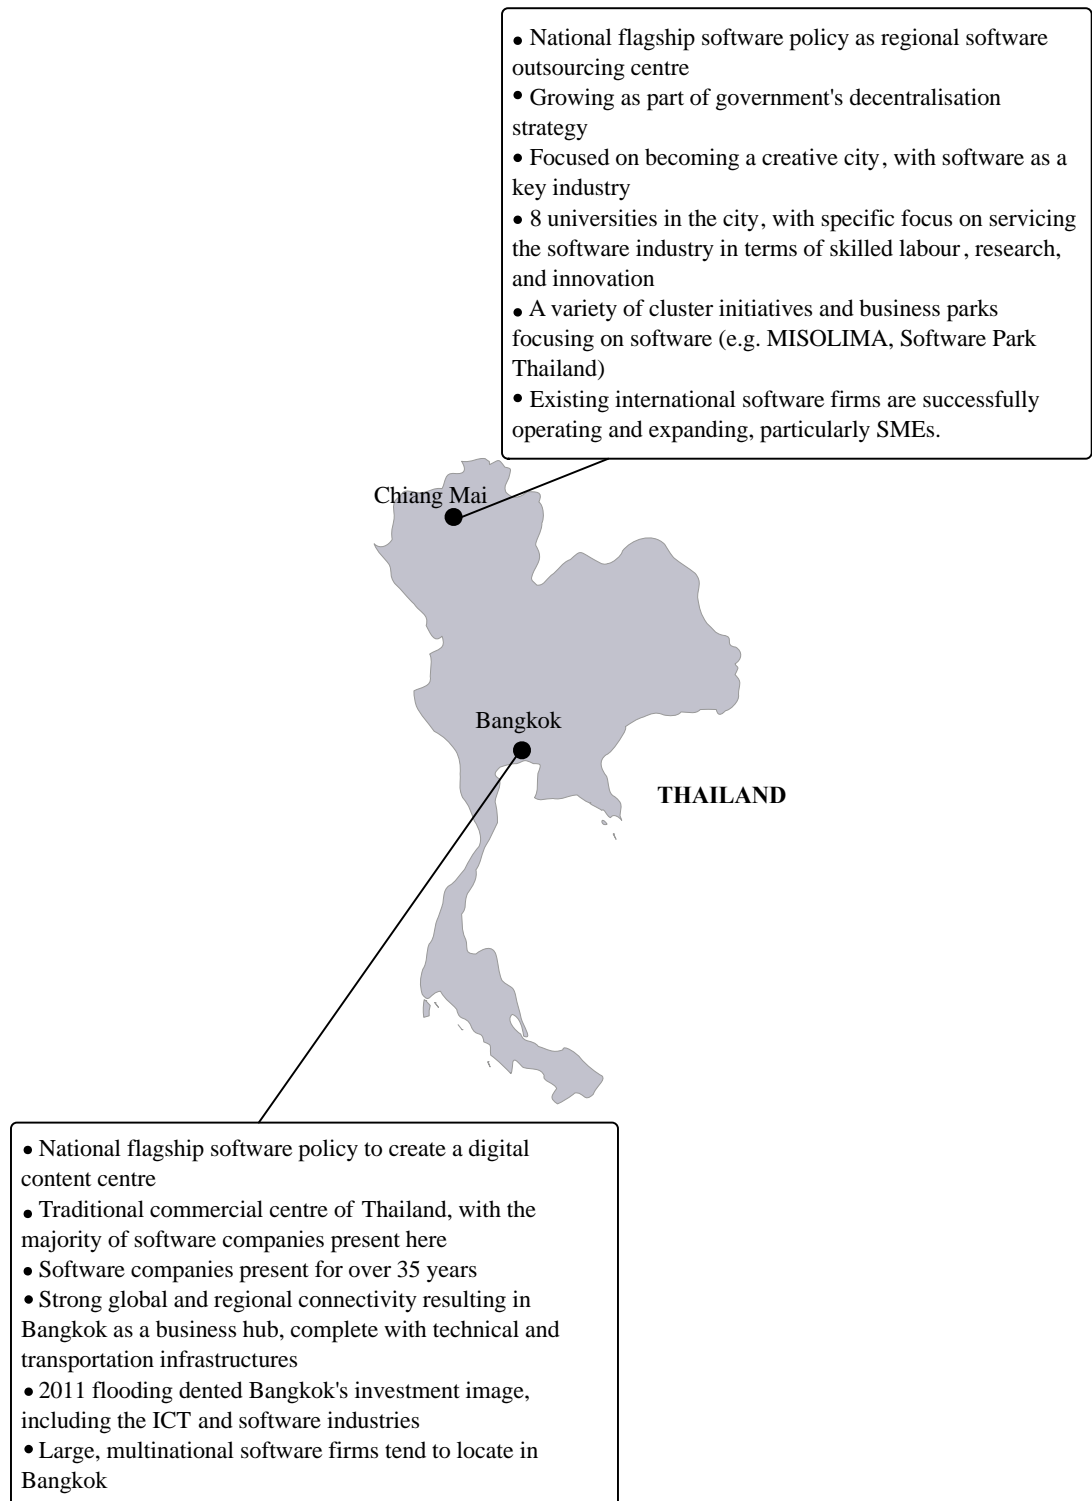 • National flagship software policy as regional software
outsourcing centre
• Growing as part of government's decentralisation
strategy
• Focused on becoming a creative city, with software as a
key industry
• 8 universities in the city, with specific focus on servicing
the software industry in terms of skilled labour, research,
and innovation
• A variety of cluster initiatives and business parks
focusing on software (e.g. MISOLIMA, Software Park
Thailand)
• Existing international software firms are successfully
operating and expanding, particularly SMEs.
Chiang Mai
Bangkok
THAILAND
• National flagship software policy to create a digital
content centre
• Traditional commercial centre of Thailand, with the
majority of software companies present here
• Software companies present for over 35 years
• Strong global and regional connectivity resulting in
Bangkok as a business hub, complete with technical and
transportation infrastructures
• 2011 flooding dented Bangkok's investment image,
including the ICT and software industries
• Large, multinational software firms tend to locate in
Bangkok